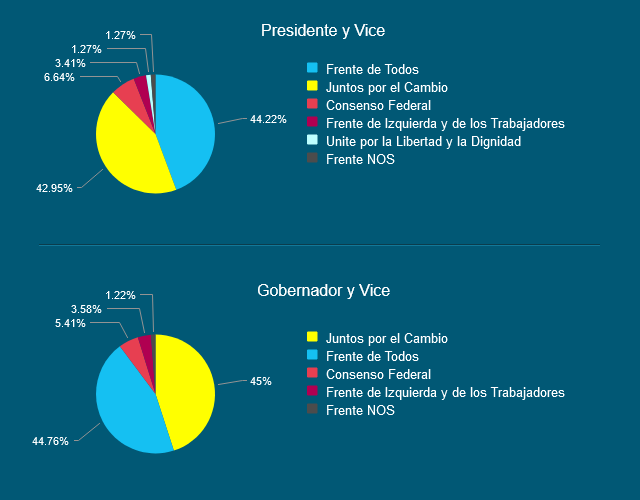 Presidente y Vice
1.27%
1.27%
3.41%
6.64%
44.22%
42.95%
Frente de Todos
Juntos por el Cambio
Consenso Federal
Frente de Izquierda y de los Trabajadores
Unite por la Libertad y la Dignidad
Frente NOS
Gobernador y Vice
1.22%
3.58%
5.41%
45%
44.76%
Juntos por el Cambio
Frente de Todos
Consenso Federal
Frente de Izquierda y de los Trabajadores
Frente NOS